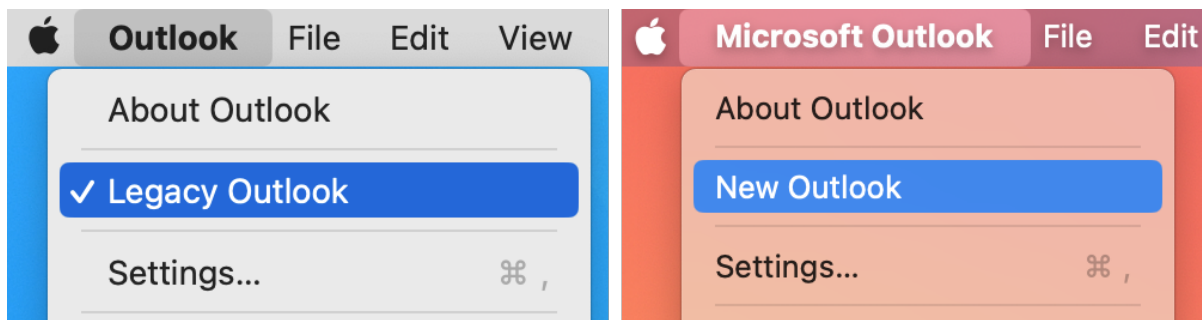 Outlook File Edit View
About Outlook
✓ Legacy Outlook
Settings... ⌘ ,
Microsoft Outlook File Edit
About Outlook
New Outlook
Settings... ⌘ ,